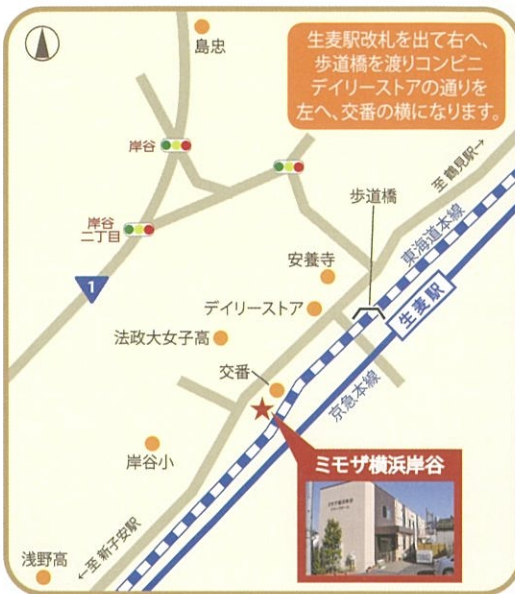 島忠
生麦駅改札を出て右へ、
歩道橋を渡りコンビニ
デイリーストアの通りを
左へ、交番の横になります。
岸谷
至 鶴見駅→
歩道橋
岸谷
二丁目
東海道本線
安養寺
1
デイリーストア
生麦駅
法政大女子高
京急本線
交番
岸谷小
ミモザ横浜岸谷
←至 新子安駅
浅野高